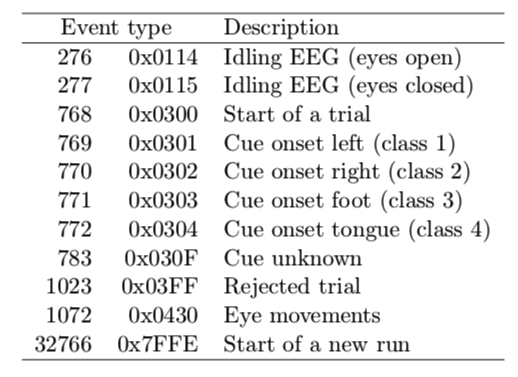 Event type Description
276 0x0114 Idling EEG (eyes open)
277 0x0115 Idling EEG (eyes closed)
768 0x0300 Start of a trial
769 0x0301 Cue onset left (class 1)
770 0x0302 Cue onset right (class 2)
771 0x0303 Cue onset foot (class 3)
772 0x0304 Cue onset tongue (class 4)
783 0x030F Cue unknown
1023 0x03FF Rejected trial
1072 0x0430 Eye movements
32766 0x7FFE Start of a new run